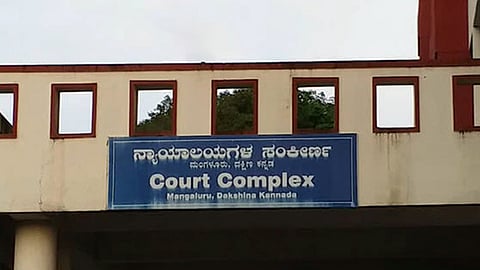 ನ್ಯಾಯಾಲಯಗಳ ಸಂಕೀರ್ಣ
ಮಂಗಳೂರು, ದಕ್ಷಿಣ ಕನ್ನಡ
Court Complex
Mangaluru, Dakshina Kannada